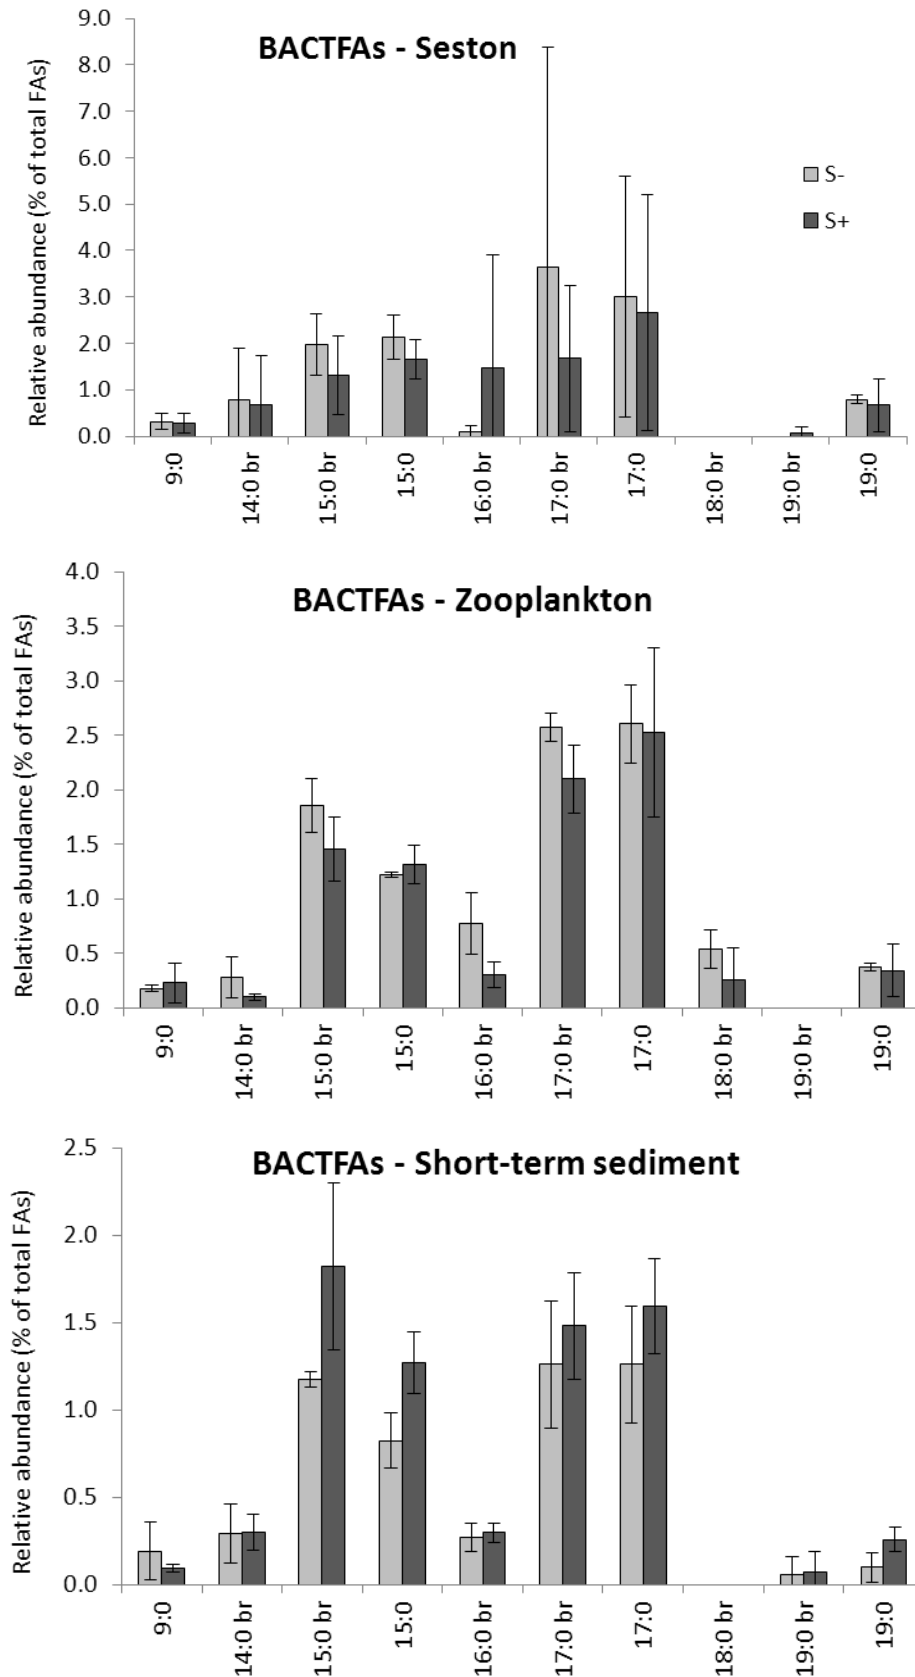 BACTFAs - Seston
Relative abundance (% of total FAs)
9.0
8.0
7.0
6.0
5.0
4.0
3.0
2.0
1.0
0.0
S-
S+
9:0
14:0 br
15:0 br
15:0
16:0 br
17:0 br
17:0
18:0 br
19:0 br
19:0
BACTFAs - Zooplankton
Relative abundance (% of total FAs)
4.0
3.5
3.0
2.5
2.0
1.5
1.0
0.5
0.0
9:0
14:0 br
15:0 br
15:0
16:0 br
17:0 br
17:0
18:0 br
19:0 br
19:0
BACTFAs - Short-term sediment
Relative abundance (% of total FAs)
2.5
2.0
1.5
1.0
0.5
0.0
9:0
14:0 br
15:0 br
15:0
16:0 br
17:0 br
17:0
18:0 br
19:0 br
19:0